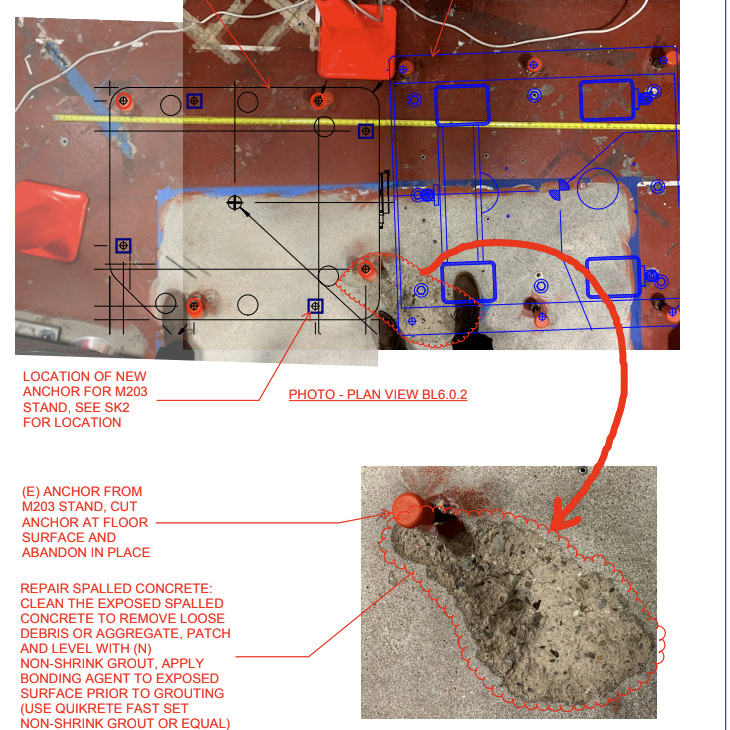 LOCATION OF NEW
ANCHOR FOR M203
STAND, SEE SK2
FOR LOCATION
PHOTO - PLAN VIEW BL6.0.2
(E) ANCHOR FROM
M203 STAND, CUT
ANCHOR AT FLOOR
SURFACE AND
ABANDON IN PLACE
REPAIR SPALLED CONCRETE:
CLEAN THE EXPOSED SPALLED
CONCRETE TO REMOVE LOOSE
DEBRIS OR AGGREGATE, PATCH
AND LEVEL WITH (N)
NON-SHRINK GROUT, APPLY
BONDING AGENT TO EXPOSED
SURFACE PRIOR TO GROUTING
(USE QUIKRETE FAST SET
NON-SHRINK GROUT OR EQUAL)